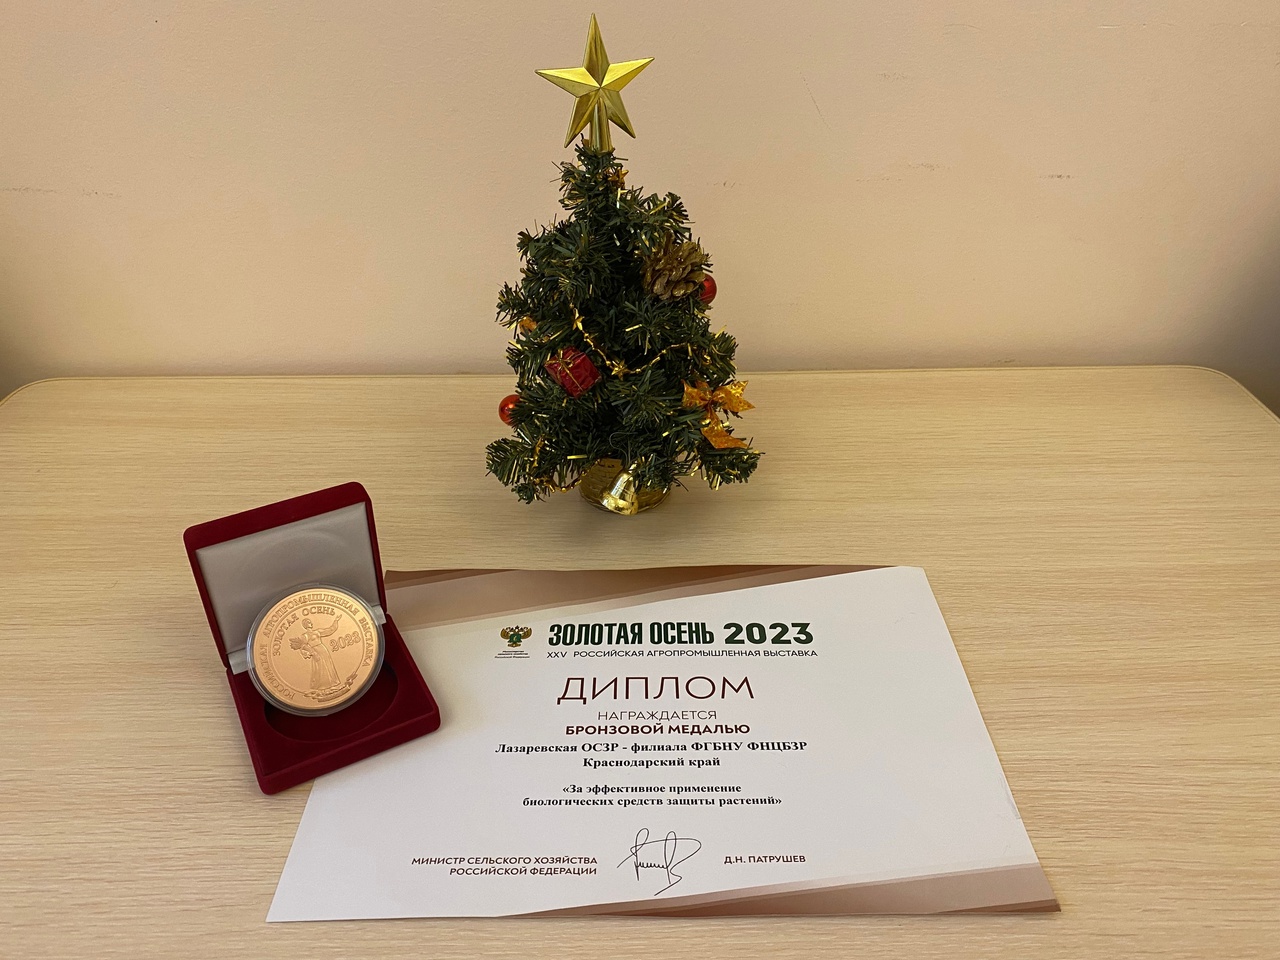 РОССИЙСКАЯ АГРОПРОМЫШЛЕННАЯ ВЫСТАВКА
ЗОЛОТАЯ ОСЕНЬ
2023
ЗОЛОТАЯ ОСЕНЬ 2023
XXV РОССИЙСКАЯ АГРОПРОМЫШЛЕННАЯ ВЫСТАВКА
ДИПЛОМ
НАГРАЖДАЕТСЯ
БРОНЗОВОЙ МЕДАЛЬЮ
Лазаревская ОСЗР - филиала ФГБНУ ФНЦБЗР
Краснодарский край
«За эффективное применение
биологических средств защиты растений»
МИНИСТР СЕЛЬСКОГО ХОЗЯЙСТВА
РОССИЙСКОЙ ФЕДЕРАЦИИ
Д.Н. ПАТРУШЕВ